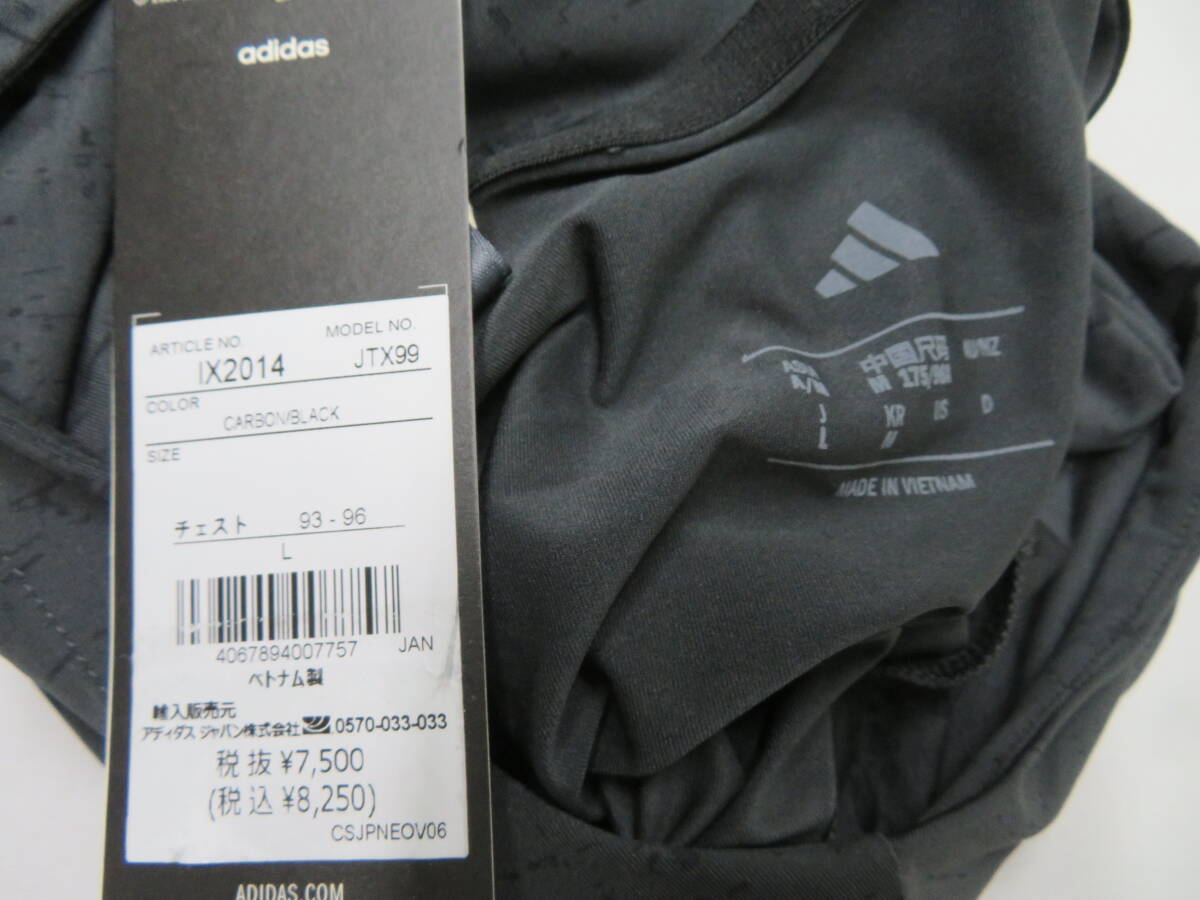 adidas
ARTICLE NO. MODEL NO.
IX2014 JTX99
COLOR
CARBON/BLACK
SIZE
チェスト 93 - 96
L
4067894007757 JAN
ベトナム製
輸入販売元
アディダス ジャパン株式会社 0570-033-033
税抜 ¥7,500
(税込 ¥8,250)
CSJPNEOV06
ADIDAS.COM
中国尺码
A/M M
J KR US D
L //
MADE IN VIETNAM